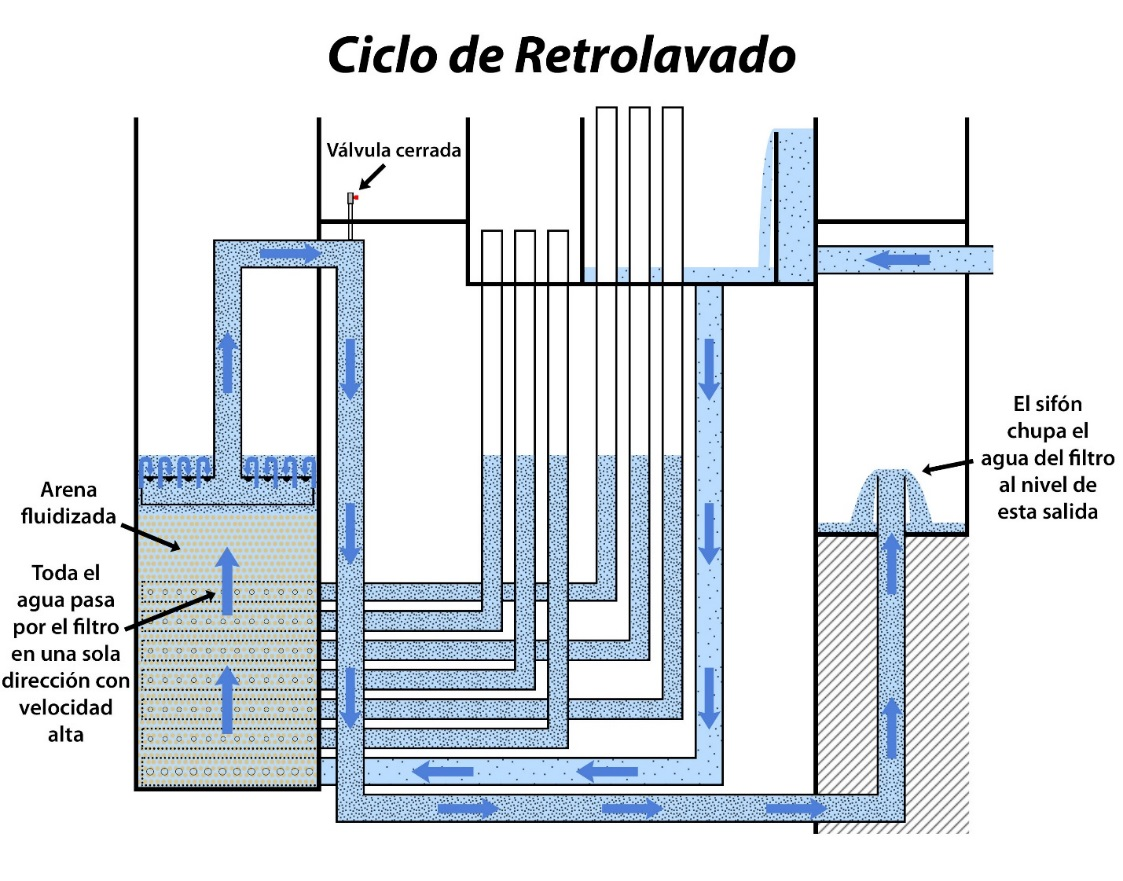 Ciclo de Retrolavado
Válvula cerrada
El sifón
chupa el
agua del filtro
al nivel de
esta salida
Arena
fluidizada
Toda el
agua pasa
por el filtro
en una sola
dirección con
velocidad
alta